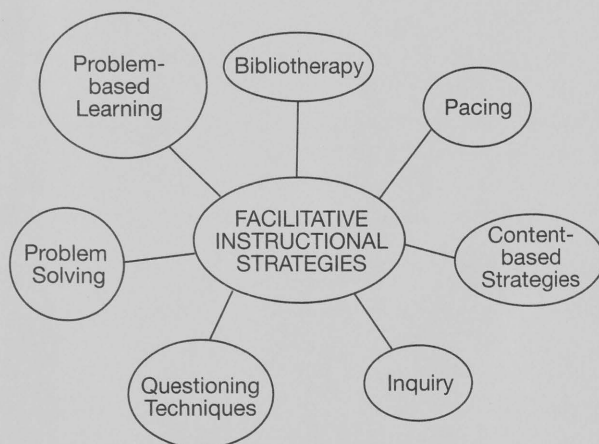 Problem-
based
Learning
Bibliotherapy
Pacing
FACILITATIVE
INSTRUCTIONAL
STRATEGIES
Problem
Solving
Content-
based
Strategies
Questioning
Techniques
Inquiry